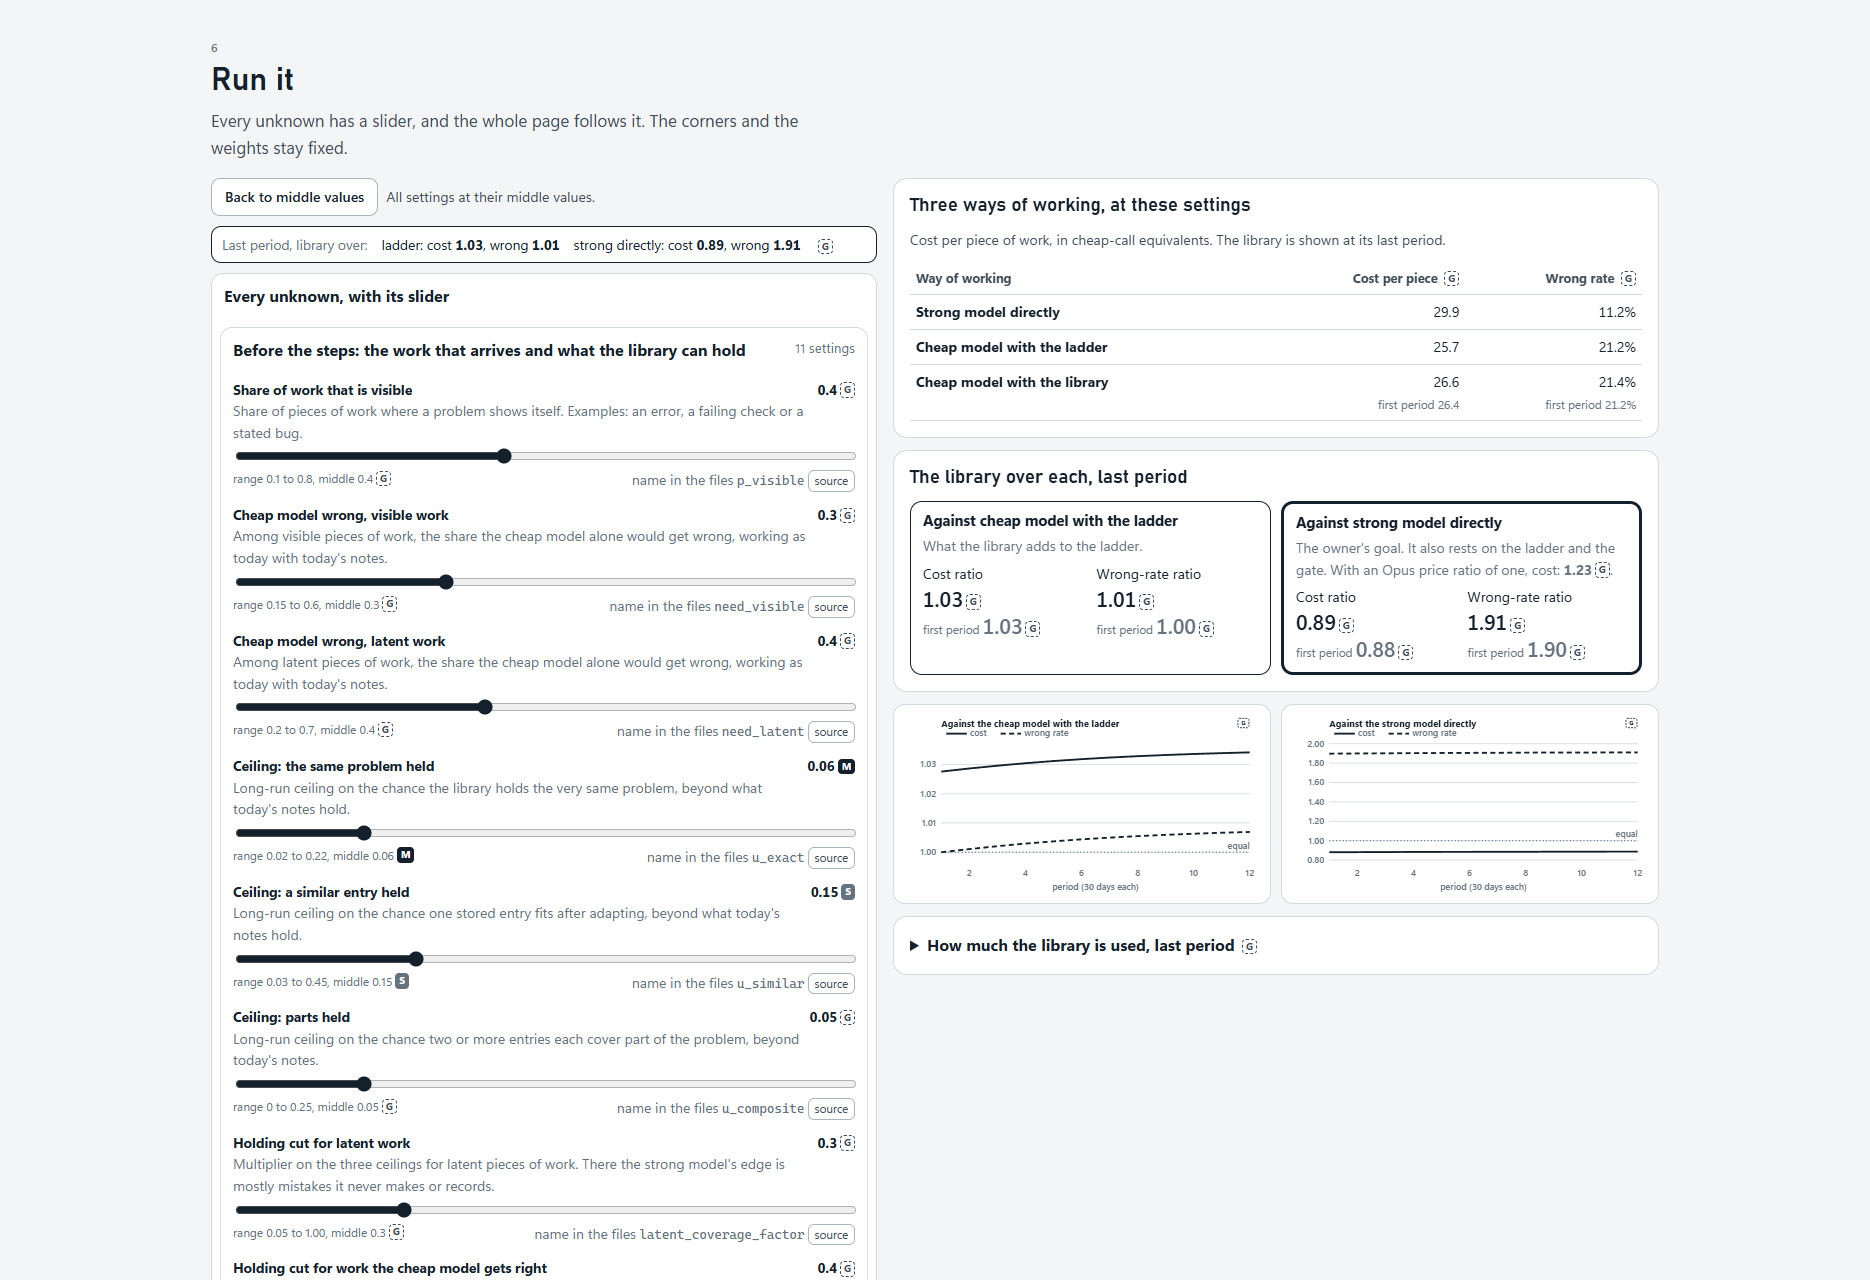 6
Run it
Every unknown has a slider, and the whole page follows it. The corners and the
weights stay fixed.
Back to middle values
All settings at their middle values.
Last period, library over: ladder: cost 1.03, wrong 1.01 strong directly: cost 0.89, wrong 1.91 G
Every unknown, with its slider
Before the steps: the work that arrives and what the library can hold
11 settings
Share of work that is visible
0.4 G
Share of pieces of work where a problem shows itself. Examples: an error, a failing check or a
stated bug.
range 0.1 to 0.8, middle 0.4 G
name in the files p_visible source
Cheap model wrong, visible work
0.3 G
Among visible pieces of work, the share the cheap model alone would get wrong, working as
today with today's notes.
range 0.15 to 0.6, middle 0.3 G
name in the files need_visible source
Cheap model wrong, latent work
0.4 G
Among latent pieces of work, the share the cheap model alone would get wrong, working as
today with today's notes.
range 0.2 to 0.7, middle 0.4 G
name in the files need_latent source
Ceiling: the same problem held
0.06 M
Long-run ceiling on the chance the library holds the very same problem, beyond what
today's notes hold.
range 0.02 to 0.22, middle 0.06 M
name in the files u_exact source
Ceiling: a similar entry held
0.15 S
Long-run ceiling on the chance one stored entry fits after adapting, beyond what today's
notes hold.
range 0.03 to 0.45, middle 0.15 S
name in the files u_similar source
Ceiling: parts held
0.05 G
Long-run ceiling on the chance two or more entries each cover part of the problem, beyond
today's notes.
range 0 to 0.25, middle 0.05 G
name in the files u_composite source
Holding cut for latent work
0.3 G
Multiplier on the three ceilings for latent pieces of work. There the strong model's edge is
mostly mistakes it never makes or records.
range 0.05 to 1.00, middle 0.3 G
name in the files latent_coverage_factor source
Holding cut for work the cheap model gets right
0.4 G
Three ways of working, at these settings
Cost per piece of work, in cheap-call equivalents. The library is shown at its last period.
Way of working Cost per piece G Wrong rate G
Strong model directly 29.9 11.2%
Cheap model with the ladder 25.7 21.2%
Cheap model with the library 26.6 21.4%
first period 26.4 first period 21.2%
The library over each, last period
Against cheap model with the ladder
What the library adds to the ladder.
Cost ratio Wrong-rate ratio
1.03 G 1.01 G
first period 1.03 G first period 1.00 G
Against strong model directly
The owner's goal. It also rests on the ladder and the
gate. With an Opus price ratio of one, cost: 1.23 G.
Cost ratio Wrong-rate ratio
0.89 G 1.91 G
first period 0.88 G first period 1.90 G
Against the cheap model with the ladder G
cost wrong rate
1.03
1.02
1.01
1.00
equal
2 4 6 8 10 12
period (30 days each)
Against the strong model directly G
cost wrong rate
2.00
1.80
1.60
1.40
1.20
1.00
0.80
equal
2 4 6 8 10 12
period (30 days each)
How much the library is used, last period G